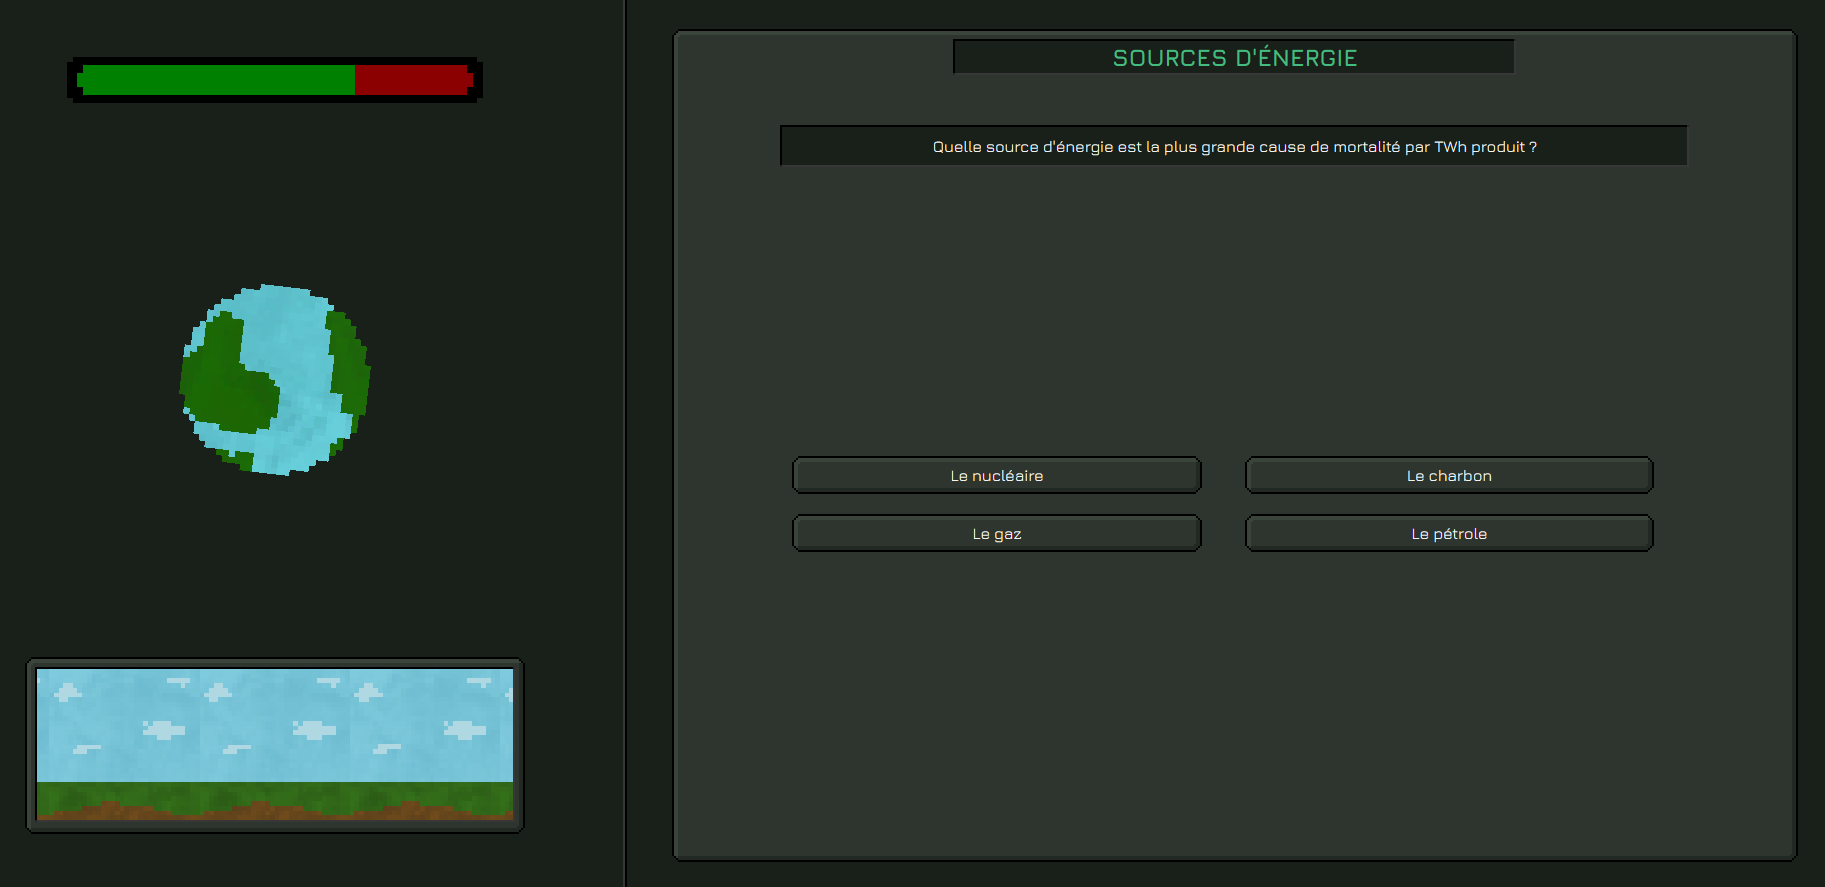 SOURCES D'ÉNERGIE
Quelle source d'énergie est la plus grande cause de mortalité par TWh produit ?
Le nucléaire
Le charbon
Le gaz
Le pétrole